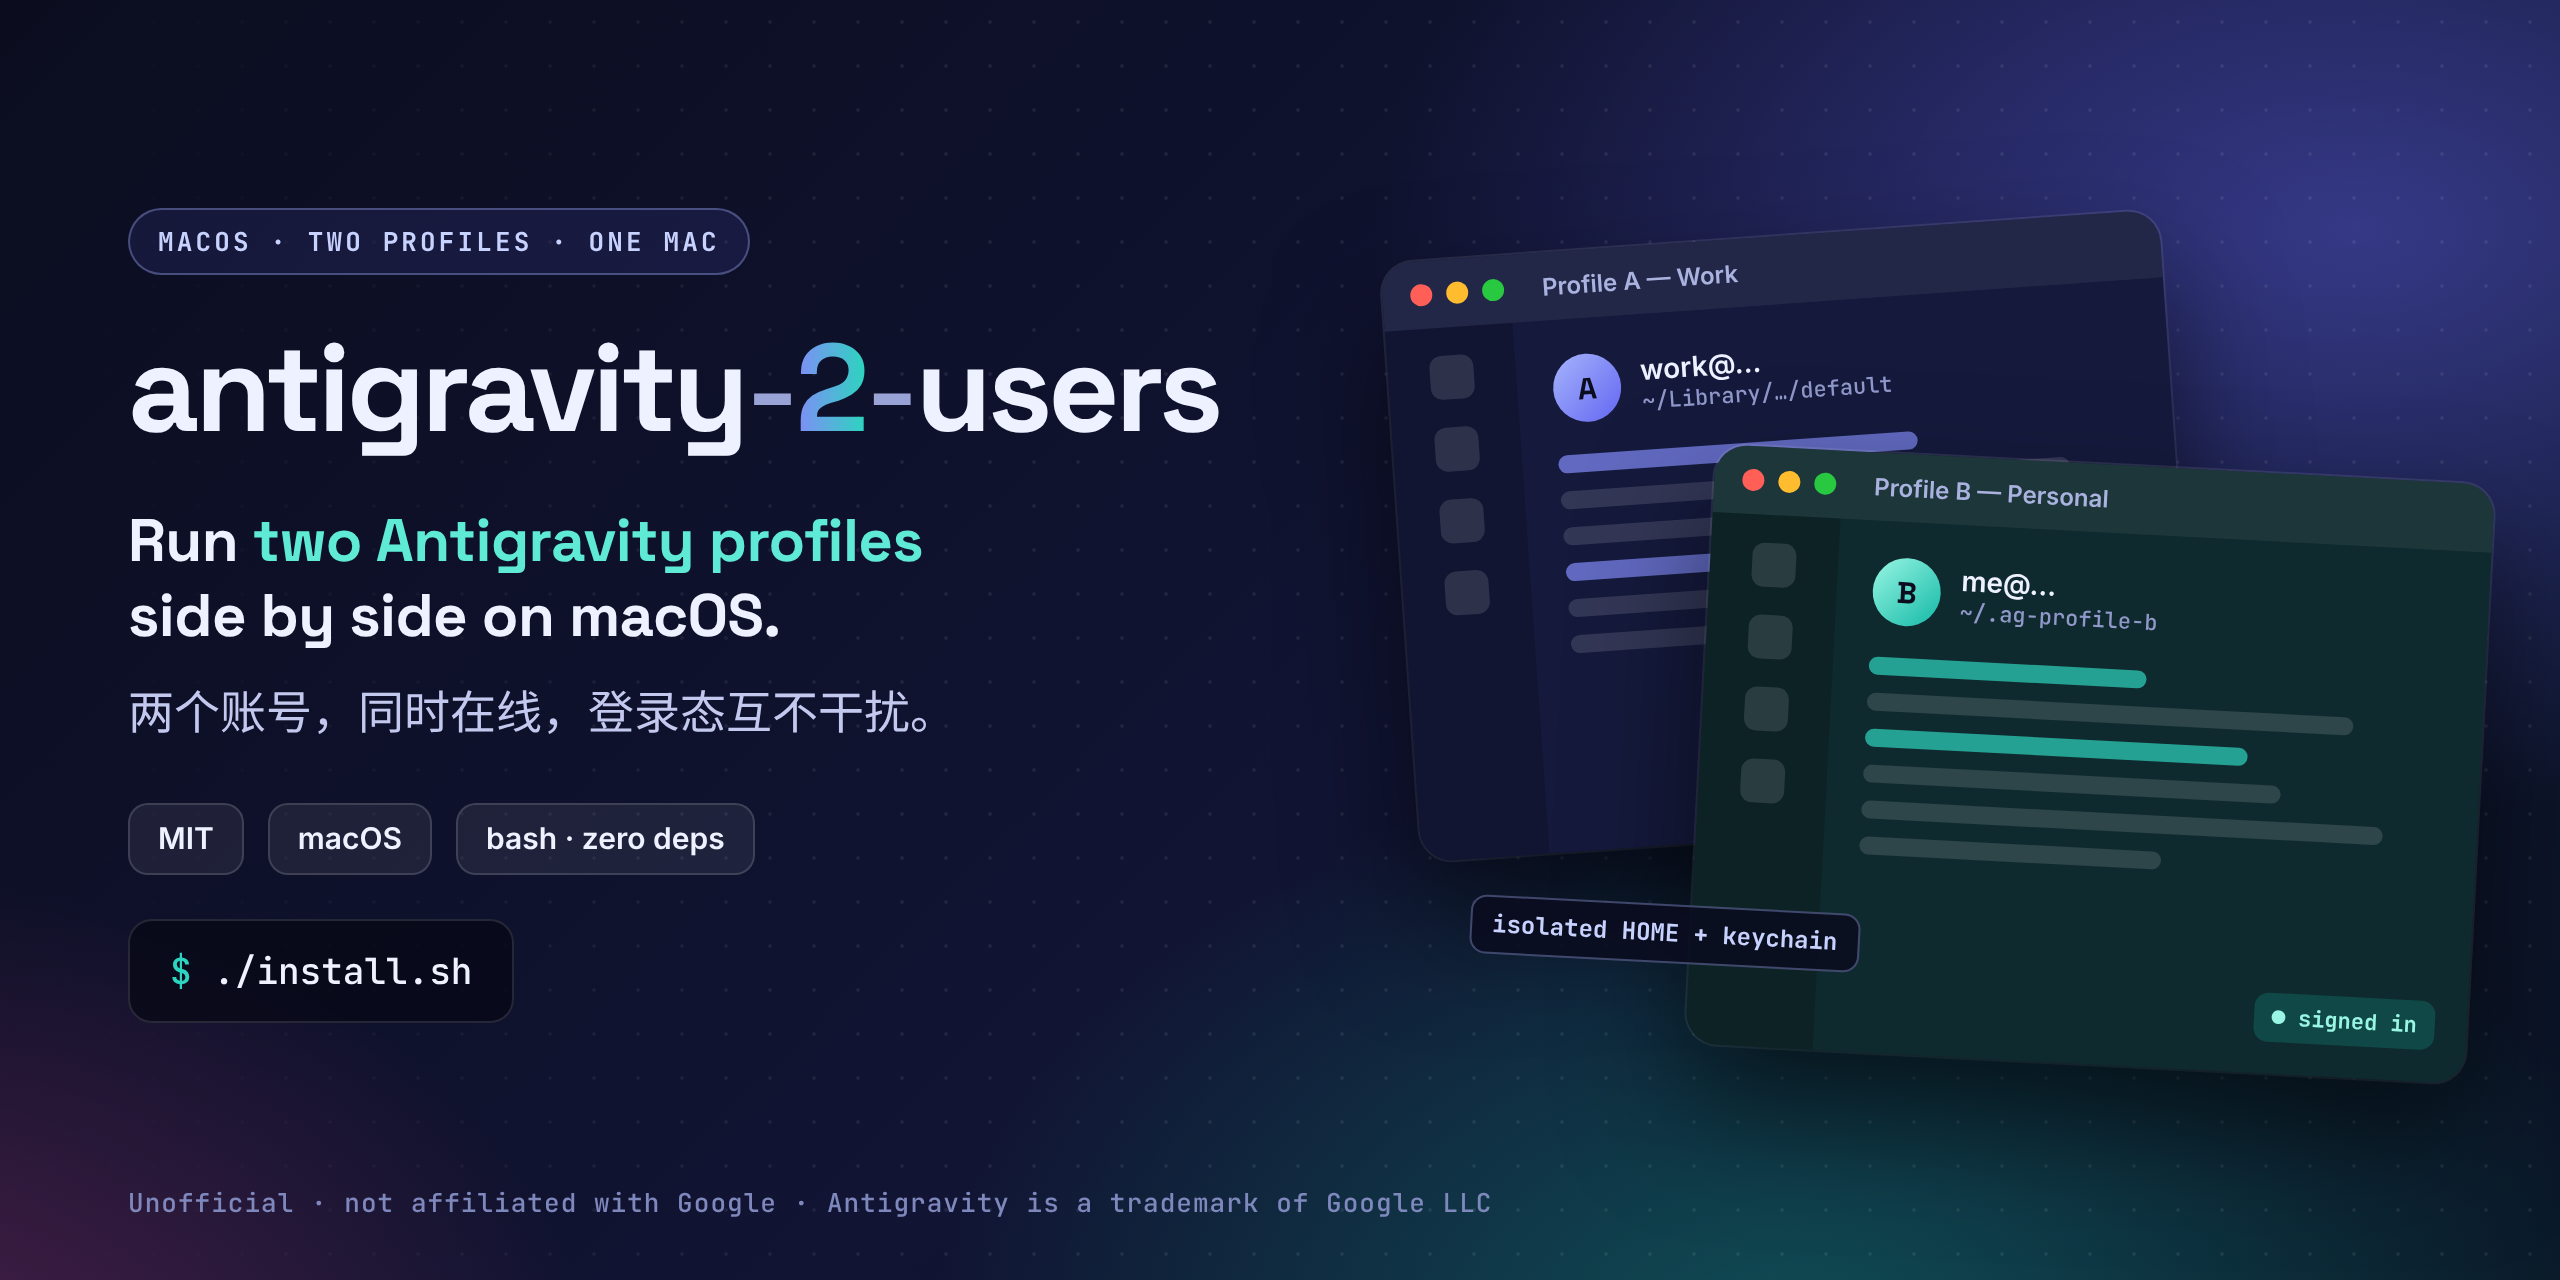 MACOS · TWO PROFILES · ONE MAC
antigravity-2-users
Run two Antigravity profiles
side by side on macOS.
两个账号，同时在线，登录态互不干扰。
MIT
macOS
bash · zero deps
$ ./install.sh
Profile A — Work
A
work@...
~/Library/…/default
Profile B — Personal
B
me@...
~/.ag-profile-b
isolated HOME + keychain
signed in
Unofficial · not affiliated with Google · Antigravity is a trademark of Google LLC